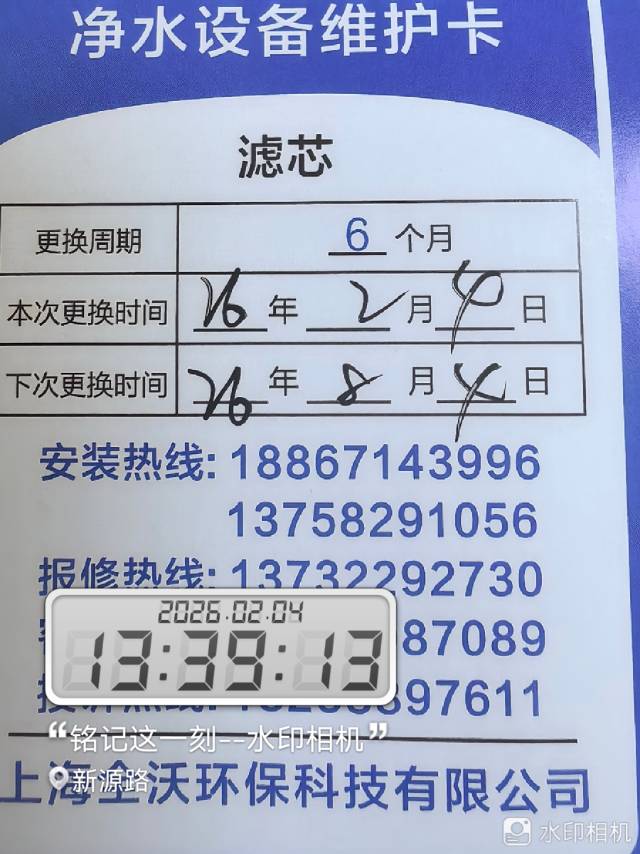 净水设备维护卡
滤芯
更换周期 6 个月
本次更换时间 26 年 2 月 4 日
下次更换时间 26 年 8 月 4 日
安装热线: 18867143996
13758291056
报修热线: 13732292730
2026.02.04
87089
13:39:13
97611
“铭记这一刻--水印相机”
新源路
上海全沃环保科技有限公司
水印相机